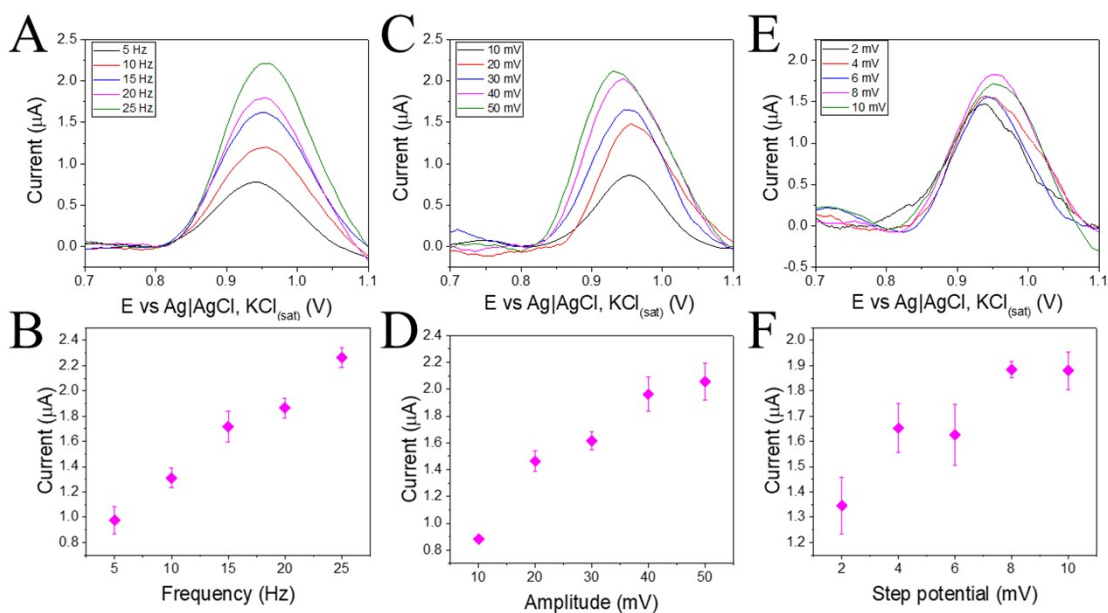 A
2.5
2.0
1.5
1.0
0.5
0.0
Current (μA)
5 Hz
10 Hz
15 Hz
20 Hz
25 Hz
0.7 0.8 0.9 1.0 1.1
E vs Ag|AgCl, KCl(sat) (V)
C
2.5
2.0
1.5
1.0
0.5
0.0
Current (μA)
10 mV
20 mV
30 mV
40 mV
50 mV
0.7 0.8 0.9 1.0 1.1
E vs Ag|AgCl, KCl(sat) (V)
E
2.5
2.0
1.5
1.0
0.5
0.0
-0.5
Current (μA)
2 mV
4 mV
6 mV
8 mV
10 mV
0.7 0.8 0.9 1.0 1.1
E vs Ag|AgCl, KCl(sat) (V)
B
2.4
2.2
2.0
1.8
1.6
1.4
1.2
1.0
0.8
Current (μA)
5 10 15 20 25
Frequency (Hz)
D
2.4
2.2
2.0
1.8
1.6
1.4
1.2
1.0
0.8
Current (μA)
10 20 30 40 50
Amplitude (mV)
F
2.0
1.9
1.8
1.7
1.6
1.5
1.4
1.3
1.2
Current (μA)
2 4 6 8 10
Step potential (mV)